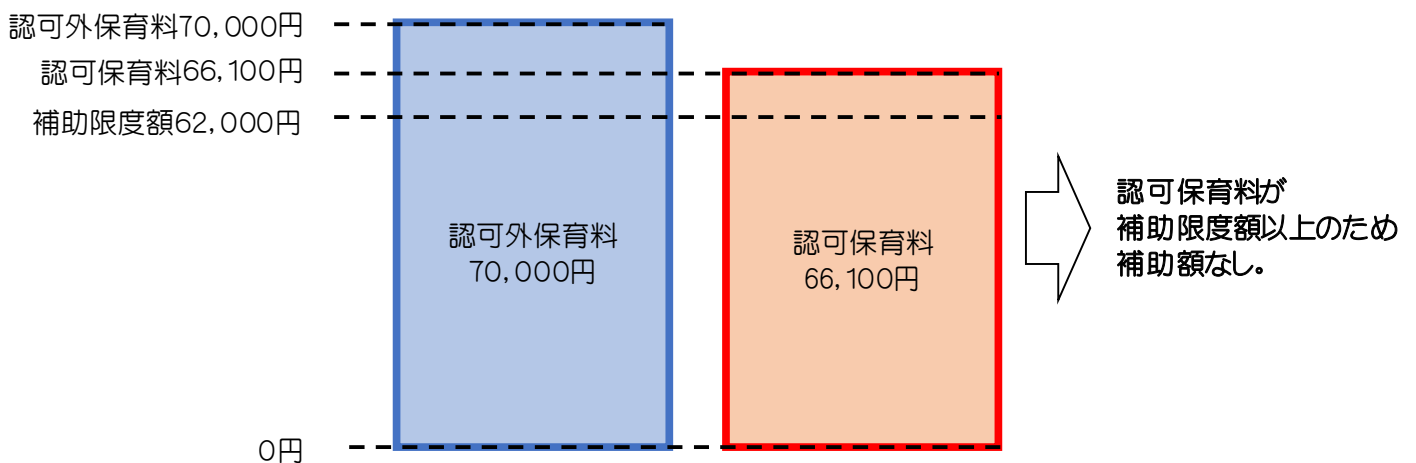 認可外保育料70,000円
認可保育料66,100円
補助限度額62,000円
認可外保育料
70,000円
認可保育料
66,100円
認可保育料が
補助限度額以上のため
補助額なし。
0円